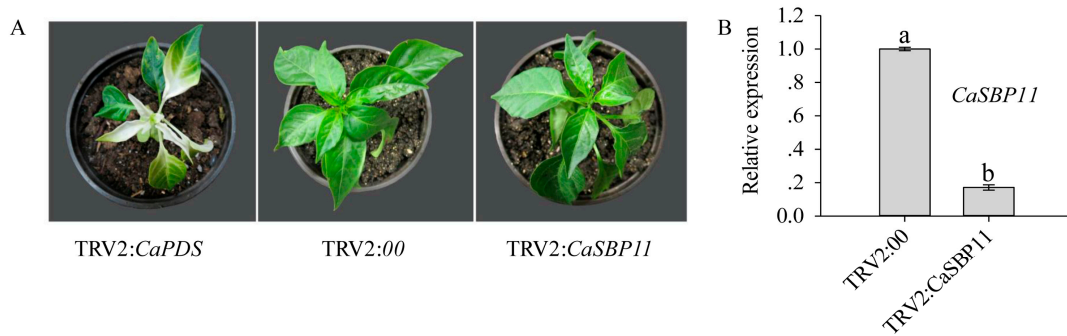 A
TRV2:CaPDS
TRV2:00
TRV2:CaSBP11
B
Relative expression
1.2
1.0
.8
.6
.4
.2
0.0
a
b
CaSBP11
TRV2:00
TRV2:CaSBP11